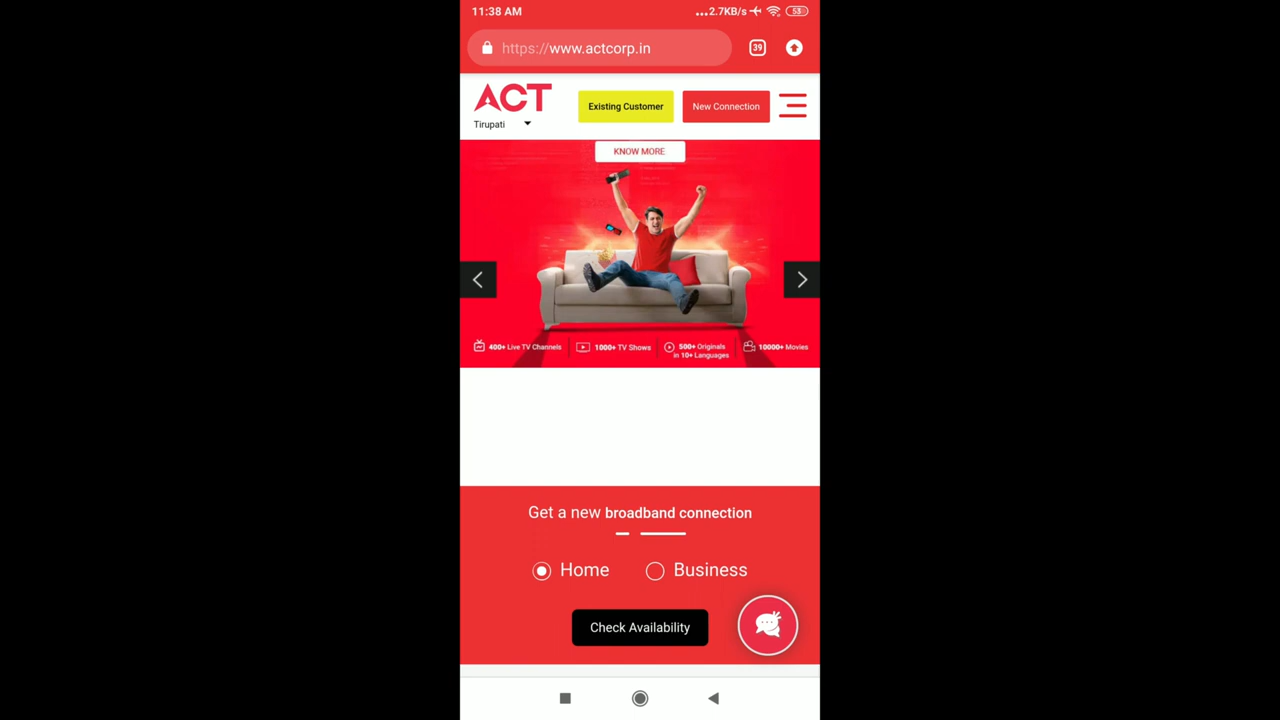 11:38 AM
...2.7KB/s
53
https://www.actcorp.in
39
ACT
Tirupati
Existing Customer
New Connection
KNOW MORE
400+ Live TV Channels
1000+ TV Shows
500+ Originals
in 10+ Languages
10000+ Movies
Get a new broadband connection
Home
Business
Check Availability